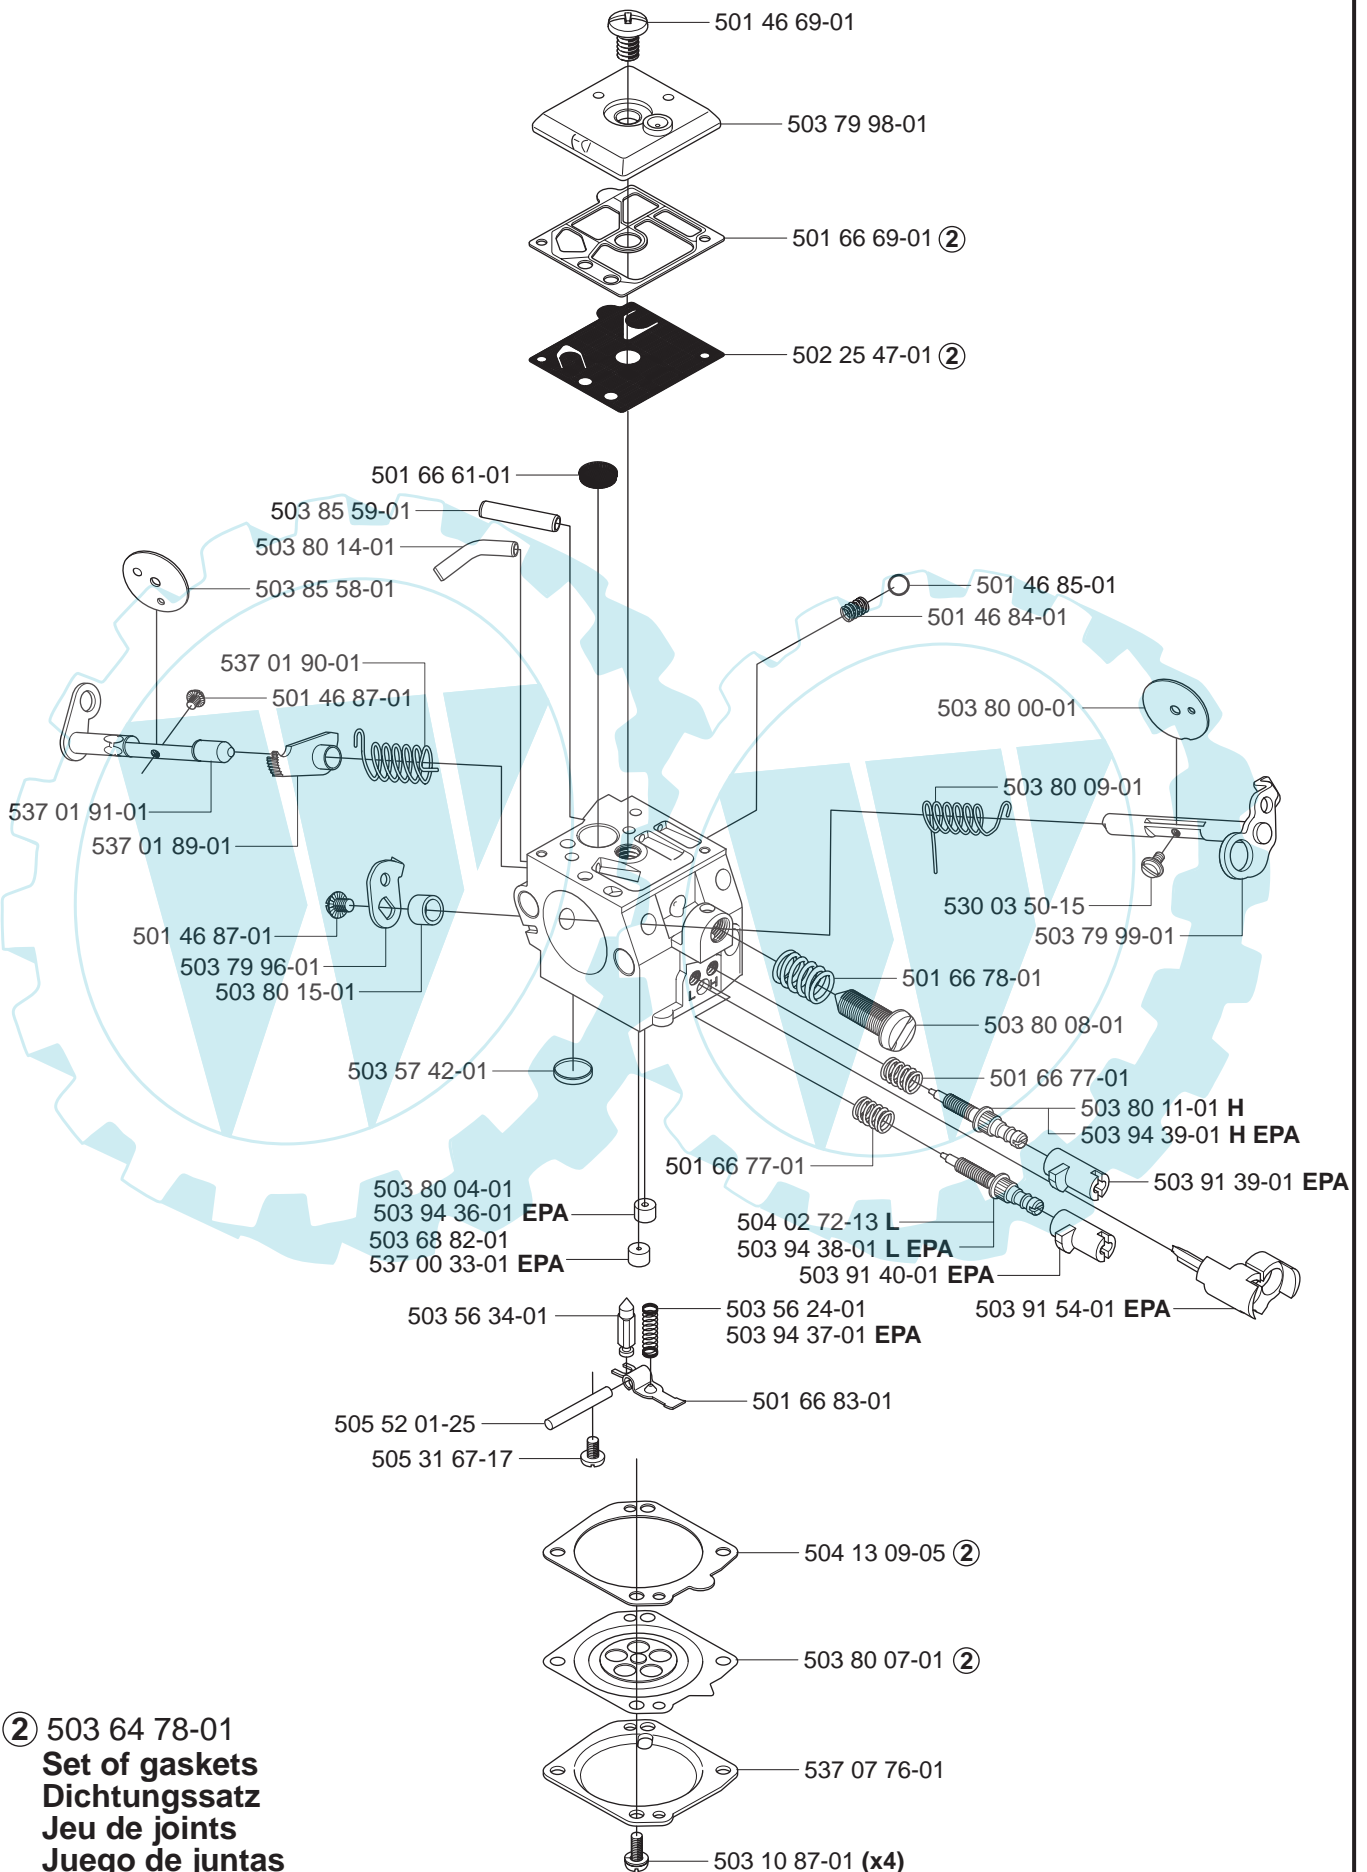 501 46 69-01
503 79 98-01
501 66 69-01 2
502 25 47-01 2
501 66 61-01
503 85 59-01
503 80 14-01
503 85 58-01
501 46 85-01
501 46 84-01
537 01 90-01
501 46 87-01
503 80 00-01
503 80 09-01
537 01 91-01
537 01 89-01
530 03 50-15
501 46 87-01
503 79 99-01
503 79 96-01
501 66 78-01
503 80 15-01
L H
503 80 08-01
503 57 42-01
501 66 77-01
503 80 11-01 H
503 94 39-01 H EPA
501 66 77-01
503 91 39-01 EPA
503 80 04-01
503 94 36-01 EPA
504 02 72-13 L
503 68 82-01
503 94 38-01 L EPA
537 00 33-01 EPA
503 91 40-01 EPA
503 56 34-01
503 56 24-01
503 91 54-01 EPA
503 94 37-01 EPA
501 66 83-01
505 52 01-25
505 31 67-17
504 13 09-05 2
503 80 07-01 2
2 503 64 78-01
Set of gaskets
Dichtungssatz
Jeu de joints
Juego de juntas
537 07 76-01
503 10 87-01 (x4)